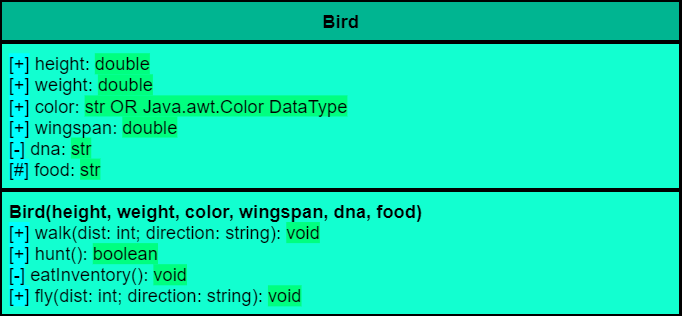 Bird
[+] height: double
[+] weight: double
[+] color: str OR Java.awt.Color DataType
[+] wingspan: double
[-] dna: str
[#] food: str
Bird(height, weight, color, wingspan, dna, food)
[+] walk(dist: int; direction: string): void
[+] hunt(): boolean
[-] eatInventory(): void
[+] fly(dist: int; direction: string): void